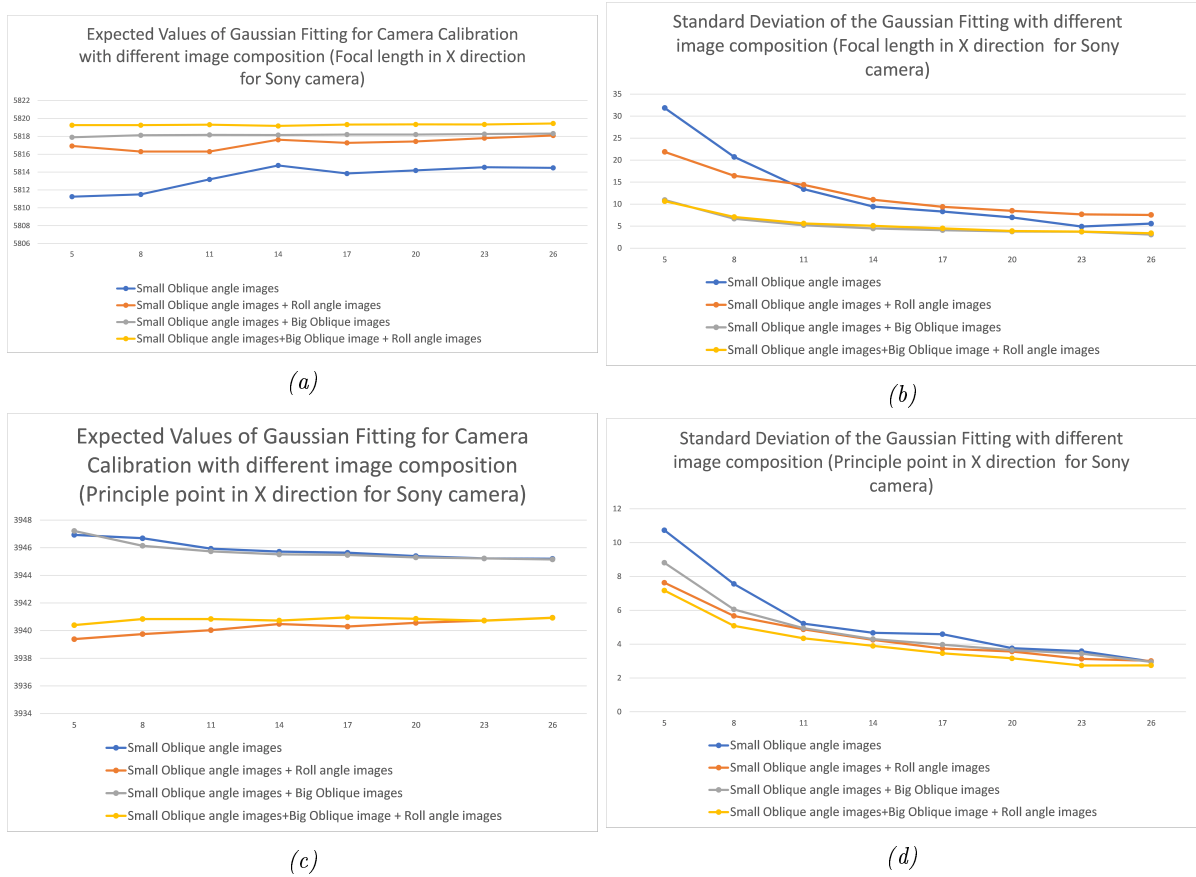 Expected Values of Gaussian Fitting for Camera Calibration
with different image composition (Focal length in X direction
for Sony camera)
5822
5820
5818
5816
5814
5812
5810
5808
5806
5 8 11 14 17 20 23 26
Small Oblique angle images
Small Oblique angle images + Roll angle images
Small Oblique angle images + Big Oblique images
Small Oblique angle images+Big Oblique image + Roll angle images
(a)
Standard Deviation of the Gaussian Fitting with different
image composition (Focal length in X direction for Sony
camera)
35
30
25
20
15
10
5
0
5 8 11 14 17 20 23 26
Small Oblique angle images
Small Oblique angle images + Roll angle images
Small Oblique angle images + Big Oblique images
Small Oblique angle images+Big Oblique image + Roll angle images
(b)
Expected Values of Gaussian Fitting for Camera
Calibration with different image composition
(Principle point in X direction for Sony camera)
3948
3946
3944
3942
3940
3938
3936
3934
5 8 11 14 17 20 23 26
Small Oblique angle images
Small Oblique angle images + Roll angle images
Small Oblique angle images + Big Oblique images
Small Oblique angle images+Big Oblique image + Roll angle images
(c)
Standard Deviation of the Gaussian Fitting with different
image composition (Principle point in X direction for Sony
camera)
12
10
8
6
4
2
0
5 8 11 14 17 20 23 26
Small Oblique angle images
Small Oblique angle images + Roll angle images
Small Oblique angle images + Big Oblique images
Small Oblique angle images+Big Oblique image + Roll angle images
(d)